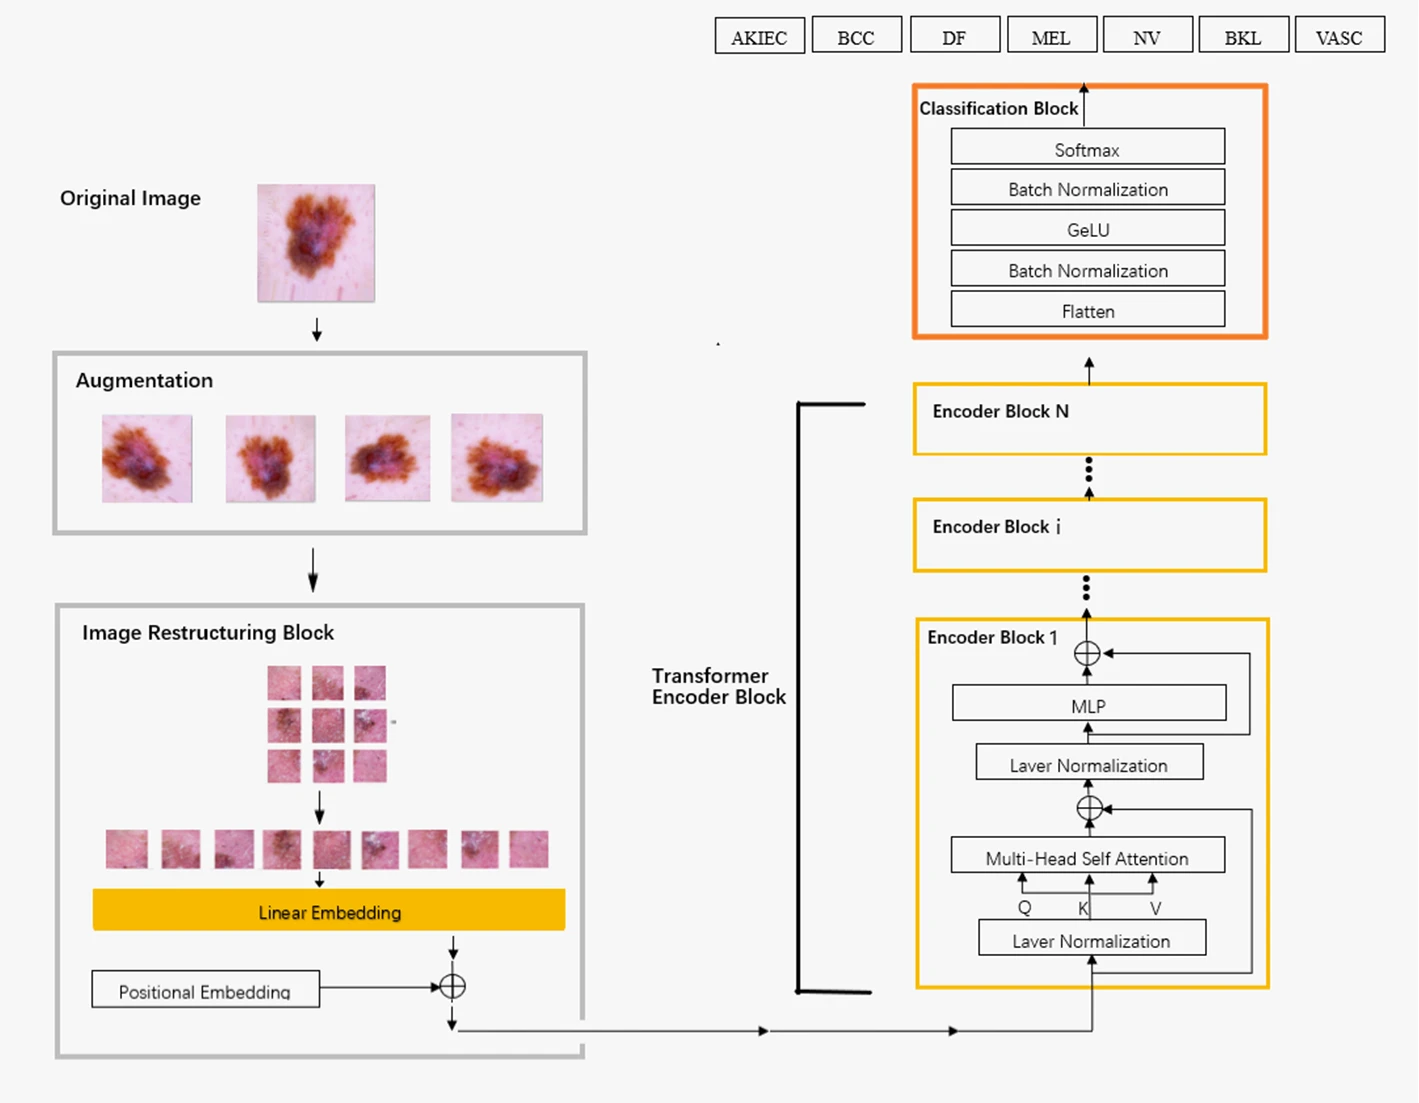 AKIEC
BCC
DF
MEL
NV
BKL
VASC
Classification Block
Softmax
Batch Normalization
GeLU
Batch Normalization
Flatten
Original Image
Augmentation
Image Restructuring Block
Linear Embedding
Positional Embedding
Transformer
Encoder Block
Encoder Block N
Encoder Block i
Encoder Block 1
MLP
Laver Normalization
Multi-Head Self Attention
Q
K
V
Laver Normalization